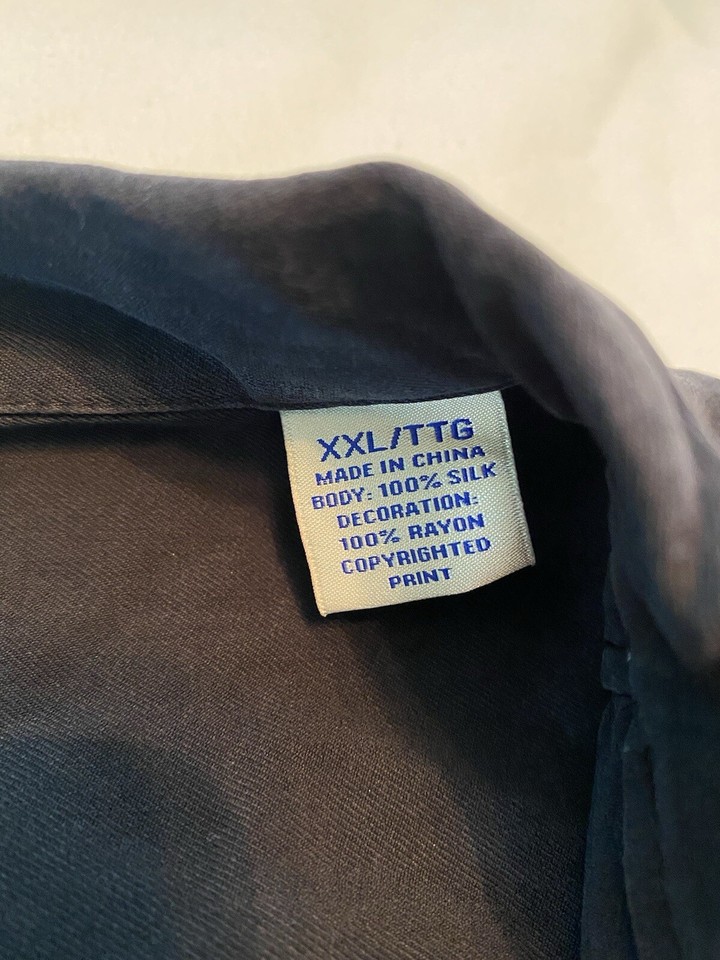 XXL/TTG
MADE IN CHINA
BODY: 100% SILK
DECORATION:
100% RAYON
COPYRIGHTED
PRINT